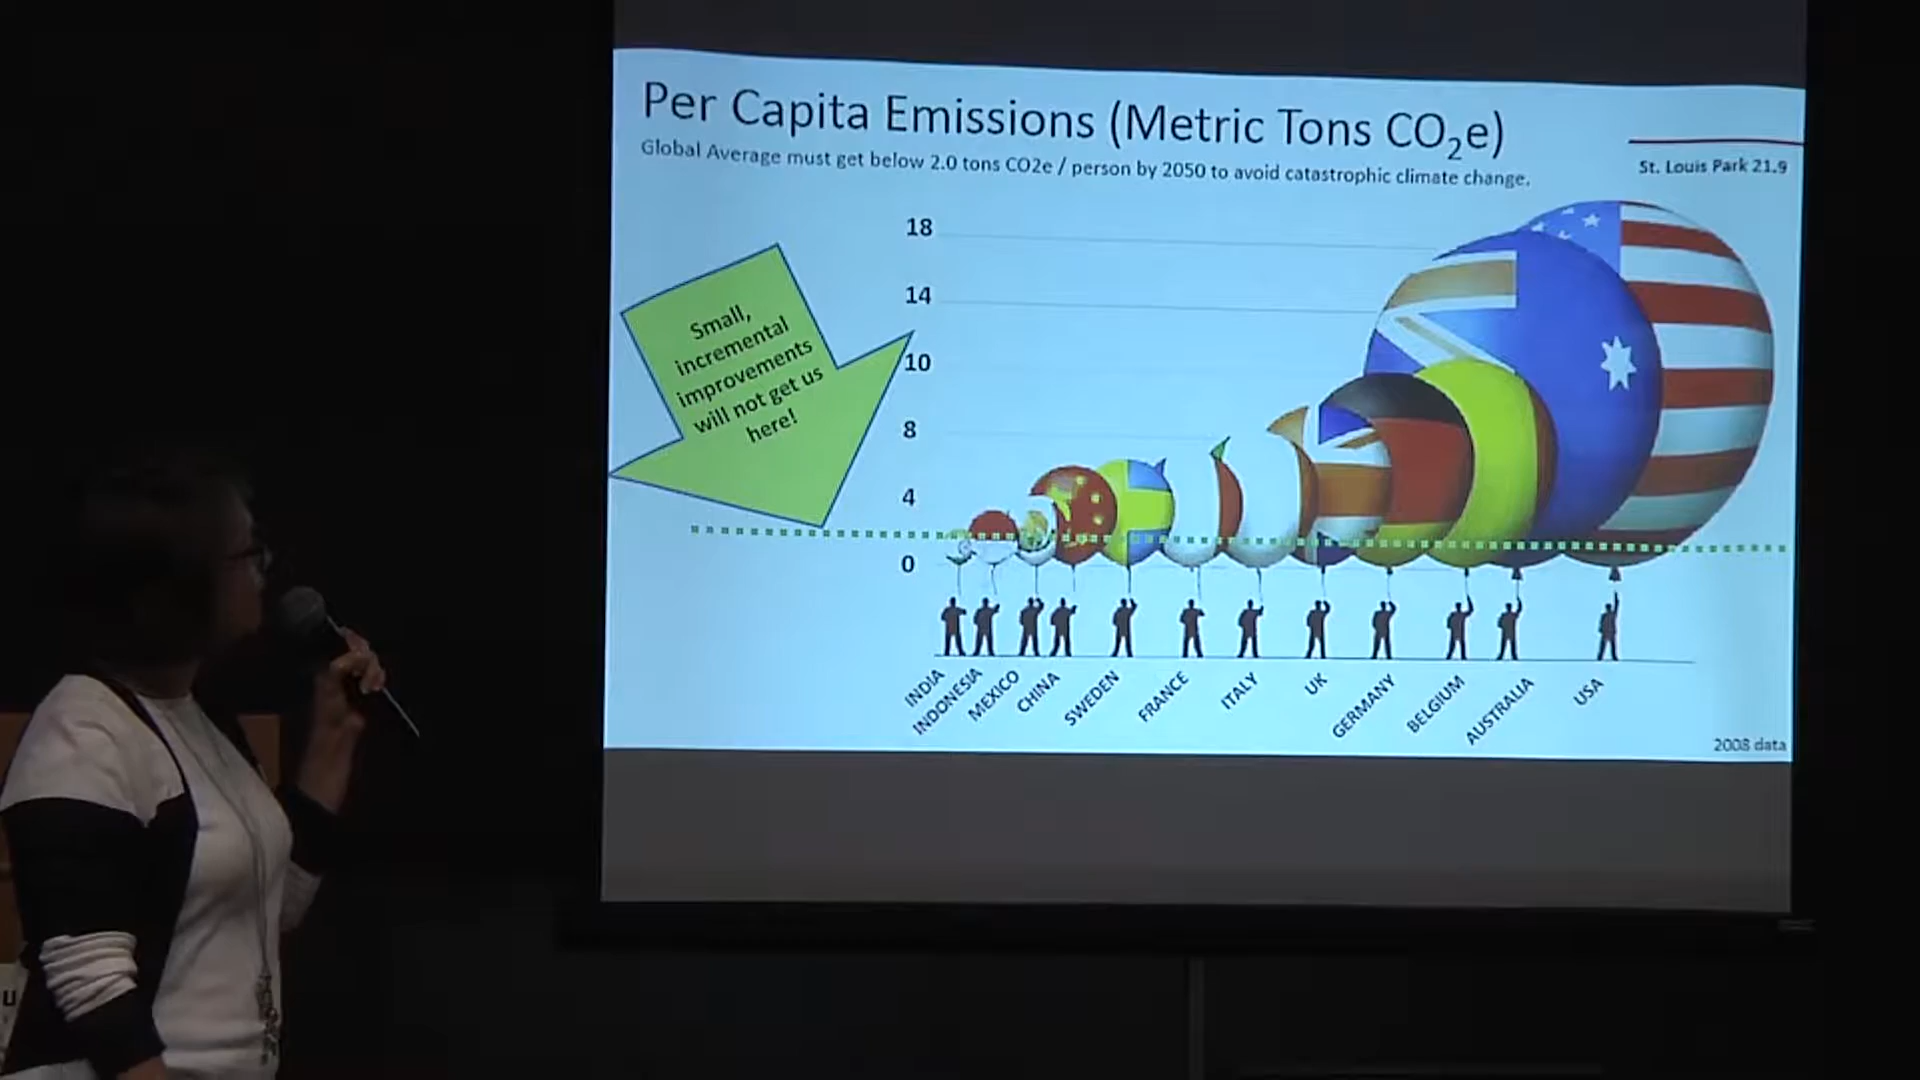 Per Capita Emissions (Metric Tons CO₂e)
Global Average must get below 2.0 tons CO2e / person by 2050 to avoid catastrophic climate change.
St. Louis Park 21.9
Small,
incremental
improvements
will not get us
here!
18
14
10
8
4
0
INDIA
INDONESIA
MEXICO
CHINA
SWEDEN
FRANCE
ITALY
UK
GERMANY
BELGIUM
AUSTRALIA
USA
2008 data
U